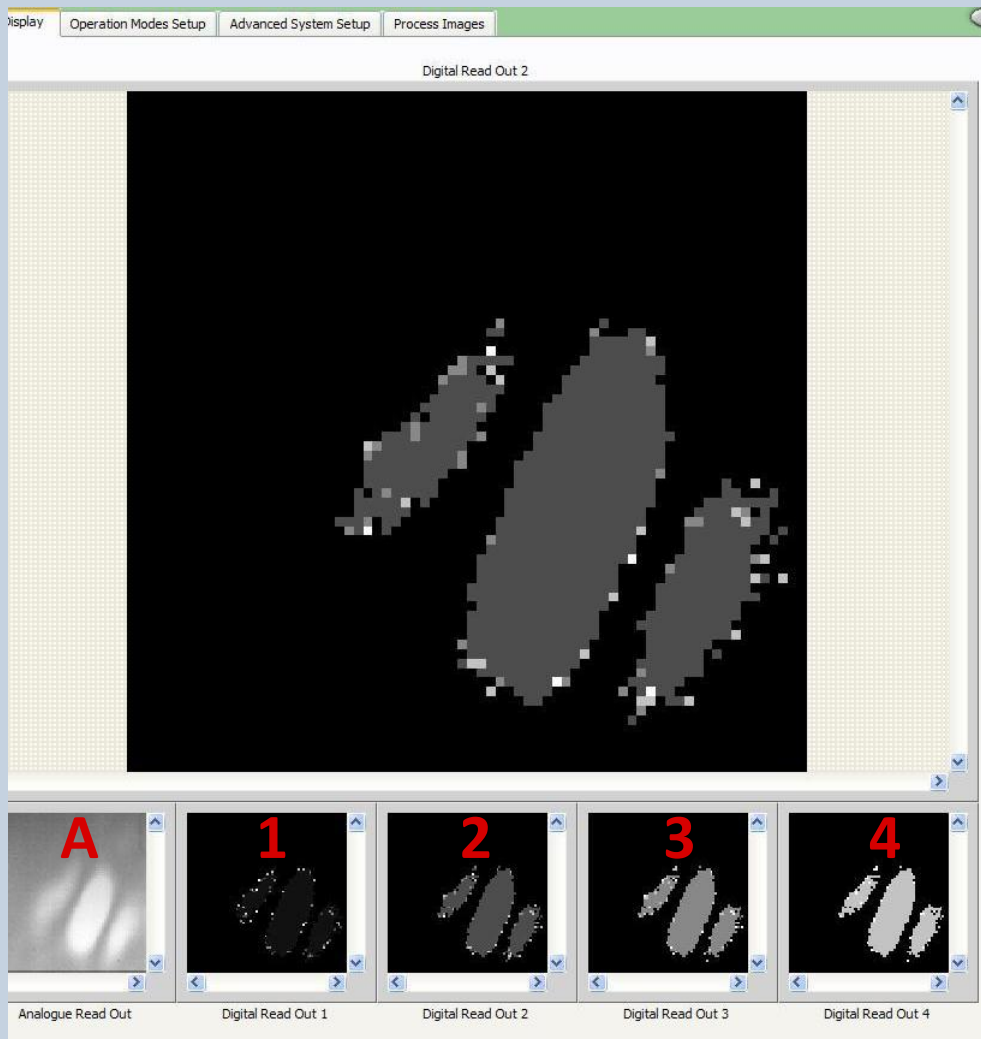 Display Operation Modes Setup Advanced System Setup Process Images
Digital Read Out 2
A 1 2 3 4
Analogue Read Out Digital Read Out 1 Digital Read Out 2 Digital Read Out 3 Digital Read Out 4